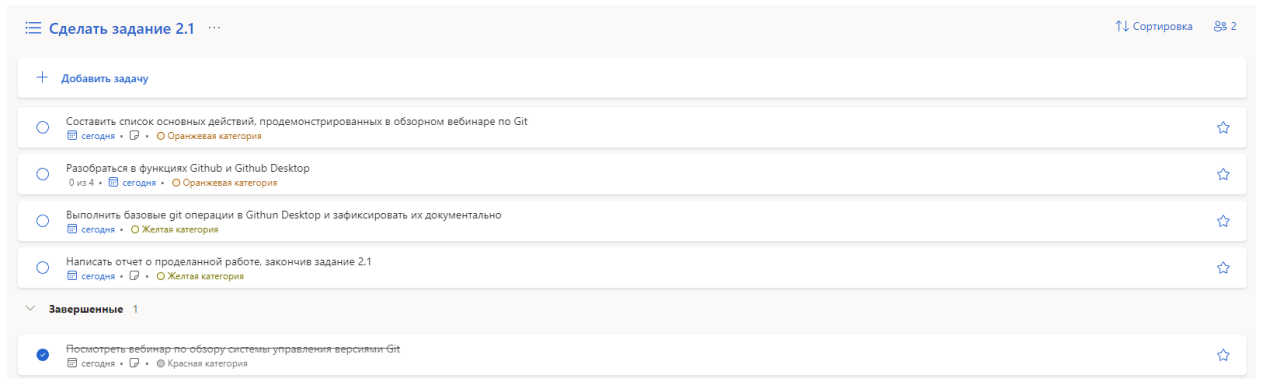 Сделать задание 2.1 ...
Сортировка 2
Добавить задачу
Составить список основных действий, продемонстрированных в обзорном вебинаре по Git
сегодня • • Оранжевая категория
Разобраться в функциях Github и Github Desktop
0 из 4 • сегодня • Оранжевая категория
Выполнить базовые git операции в Githun Desktop и зафиксировать их документально
сегодня • Желтая категория
Написать отчет о проделанной работе, закончив задание 2.1
сегодня • • Желтая категория
Завершенные 1
Посмотреть вебинар по обзору системы управления версиями Git
сегодня • • Красная категория